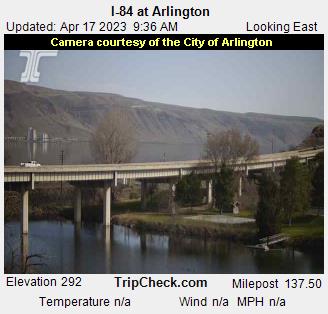 I-84 at Arlington
Updated: Apr 17 2023 9:36 AM Looking East
Camera courtesy of the City of Arlington
Elevation 292 TripCheck.com Milepost 137.50
Temperature n/a Wind n/a MPH n/a